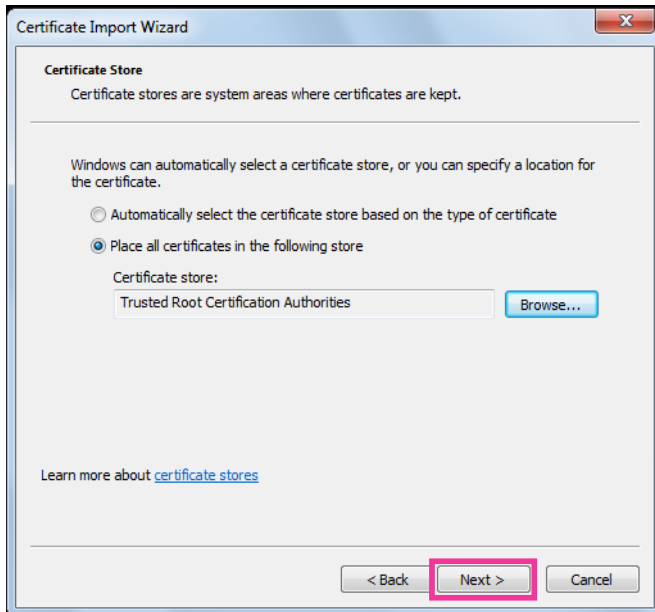 Certificate Import Wizard
Certificate Store
Certificate stores are system areas where certificates are kept.
Windows can automatically select a certificate store, or you can specify a location for
the certificate.
Automatically select the certificate store based on the type of certificate
Place all certificates in the following store
Certificate store:
Trusted Root Certification Authorities
Browse...
Learn more about certificate stores
< Back
Next >
Cancel